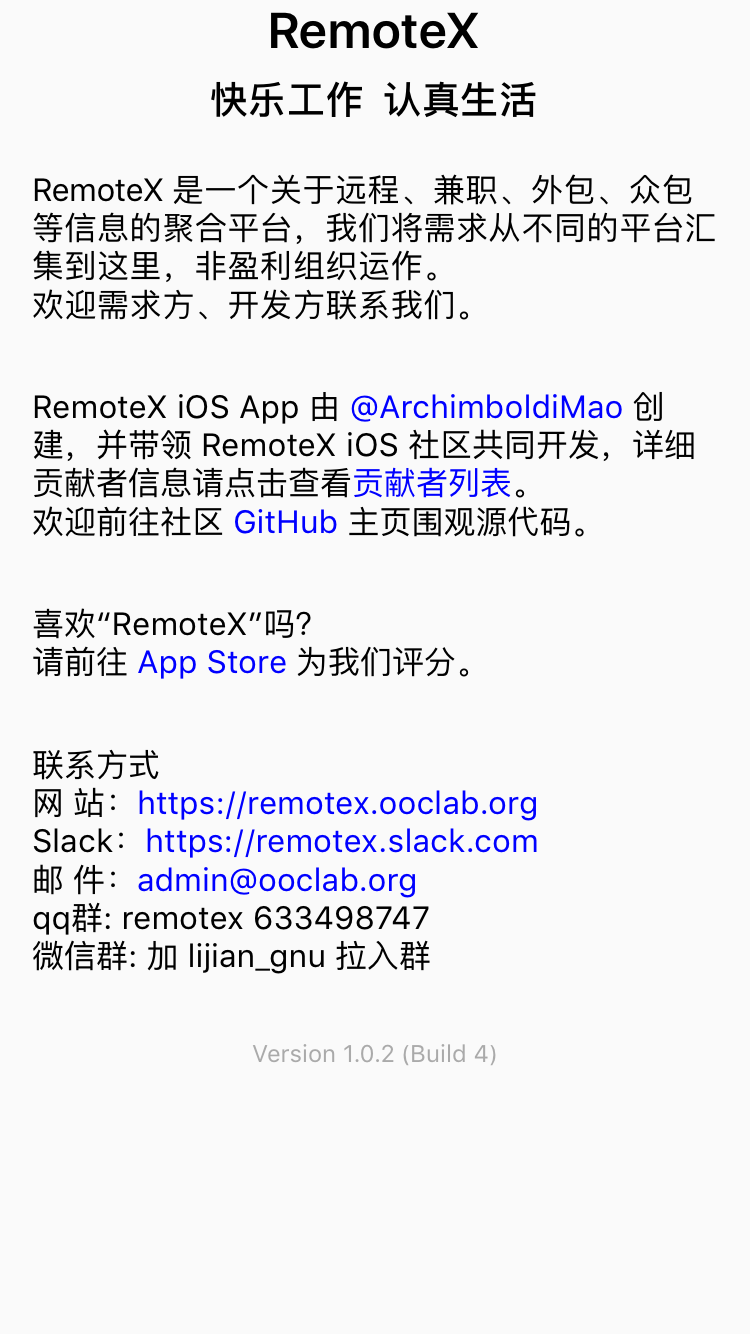 RemoteX
快乐工作 认真生活
RemoteX 是一个关于远程、兼职、外包、众包
等信息的聚合平台，我们将需求从不同的平台汇
集到这里，非盈利组织运作。
欢迎需求方、开发方联系我们。
RemoteX iOS App 由 @ArchimboldiMao 创
建，并带领 RemoteX iOS 社区共同开发，详细
贡献者信息请点击查看贡献者列表。
欢迎前往社区 GitHub 主页围观源代码。
喜欢“RemoteX”吗?
请前往 App Store 为我们评分。
联系方式
网 站：https://remotex.ooclab.org
Slack：https://remotex.slack.com
邮 件：admin@ooclab.org
qq群: remotex 633498747
微信群: 加 lijian_gnu 拉入群
Version 1.0.2 (Build 4)